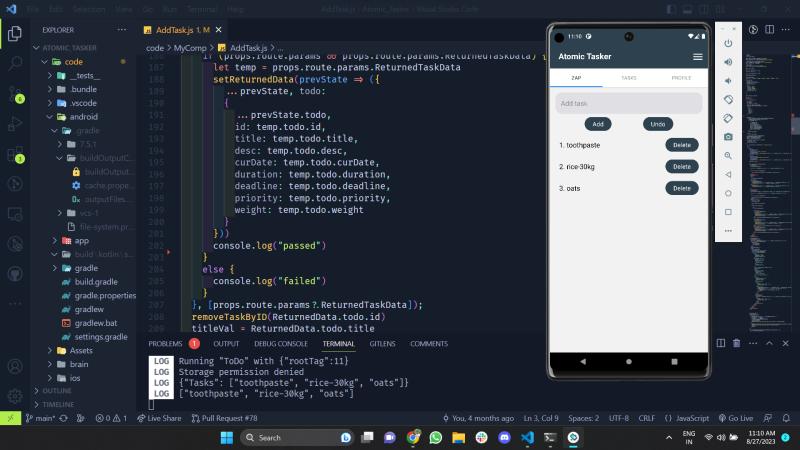 File Edit Selection View Go Run Terminal Help
AddTask.js - Atomic_Tasker - Visual Studio Code
EXPLORER
ATOMIC TASKER
code
__tests__
.bundle
.vscode
android
.gradle
7.5.1
buildOutputC...
buildOutput...
cache.prope...
outputFiles...
vcs-1
file-system.pr...
app
build\kotlin\s...
gradle
build.gradle
gradle.properties
gradlew
gradlew.bat
settings.gradle
Assets
brain
ios
OUTLINE
TIMELINE
AddTask.js 1, M
code > MyComp > AddTask.js > ...
186 if (props.route.params && props.route.params.ReturnedTaskData) {
187 let temp = props.route.params.ReturnedTaskData
188 setReturnedData(prevState => ({
189 ...prevState, todo:
190 {
191 ...prevState.todo,
192 id: temp.todo.id,
193 title: temp.todo.title,
194 desc: temp.todo.desc,
195 curDate: temp.todo.curDate,
196 duration: temp.todo.duration,
197 deadline: temp.todo.deadline,
198 priority: temp.todo.priority,
199 weight: temp.todo.weight
200 }
201 }))
202 console.log("passed")
203 }
204 else {
205 console.log("failed")
206 }
207 }, [props.route.params?.ReturnedTaskData]);
208 removeTaskByID(ReturnedData.todo.id)
209 titleVal = ReturnedData.todo.title
PROBLEMS 1 OUTPUT DEBUG CONSOLE TERMINAL GITLENS COMMENTS
LOG Running "ToDo" with {"rootTag":11}
LOG Storage permission denied
LOG {"Tasks": ["toothpaste", "rice-30kg", "oats"]}
LOG ["toothpaste", "rice-30kg", "oats"]
11:10
Atomic Tasker
ZAP TASKS PROFILE
Add task
Add Undo
1. toothpaste Delete
2. rice-30kg Delete
3. oats Delete
main* 0 1 Live Share Pull Request #78 You, 4 months ago Ln 3, Col 9 Spaces: 2 UTF-8 CRLF {} JavaScript Go Live
Search
ENG
IN
11:10 AM
8/27/2023